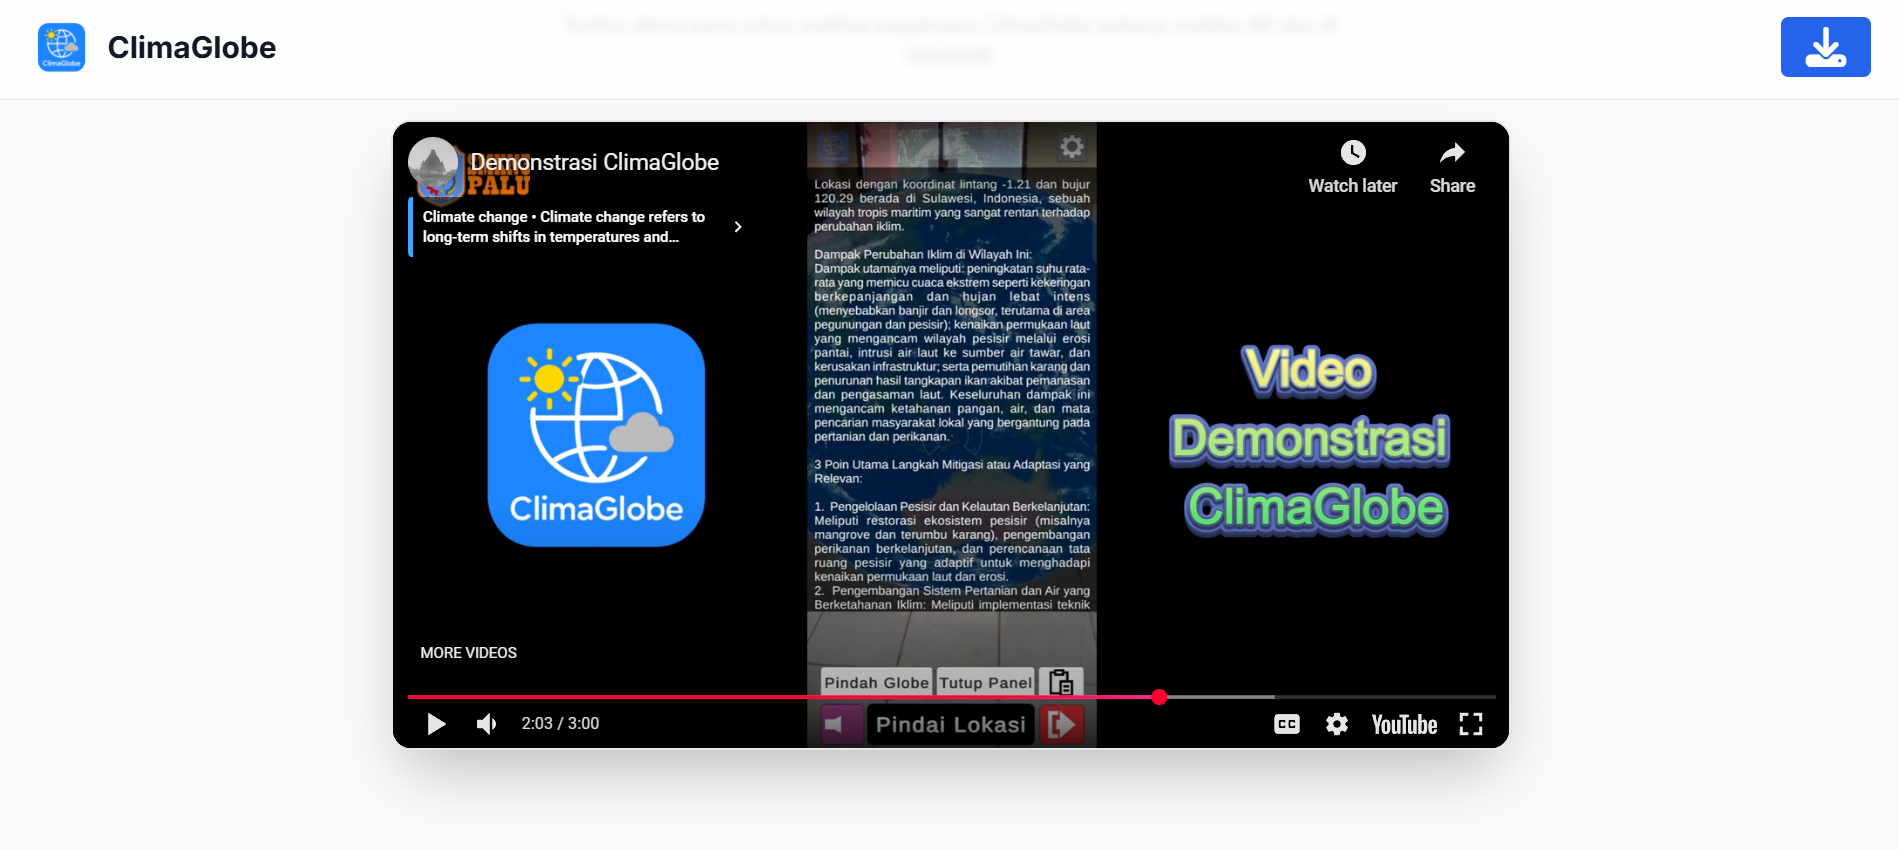 ClimaGlobe
ClimaGlobe
Demonstrasi ClimaGlobe
PALU
Watch later
Share
Climate change • Climate change refers to
long-term shifts in temperatures and...
ClimaGlobe
Lokasi dengan koordinat lintang -1.21 dan bujur
120.29 berada di Sulawesi, Indonesia, sebuah
wilayah tropis maritim yang sangat rentan terhadap
perubahan iklim.
Dampak Perubahan Iklim di Wilayah Ini:
Dampak utamanya meliputi: peningkatan suhu rata-
rata yang memicu cuaca ekstrem seperti kekeringan
berkepanjangan dan hujan lebat intens
(menyebabkan banjir dan longsor, terutama di area
pegunungan dan pesisir); kenaikan permukaan laut
yang mengancam wilayah pesisir melalui erosi
pantai, intrusi air laut ke sumber air tawar, dan
kerusakan infrastruktur; serta pemutihan karang dan
penurunan hasil tangkapan ikan akibat pemanasan
dan pengasaman laut. Keseluruhan dampak ini
mengancam ketahanan pangan, air, dan mata
pencarian masyarakat lokal yang bergantung pada
pertanian dan perikanan.
3 Poin Utama Langkah Mitigasi atau Adaptasi yang
Relevan:
1. Pengelolaan Pesisir dan Kelautan Berkelanjutan:
Meliputi restorasi ekosistem pesisir (misalnya
mangrove dan terumbu karang), pengembangan
perikanan berkelanjutan, dan perencanaan tata
ruang pesisir yang adaptif untuk menghadapi
kenaikan permukaan laut dan erosi.
2. Pengembangan Sistem Pertanian dan Air yang
Berketahanan Iklim: Meliputi implementasi teknik
Video
Demonstrasi
ClimaGlobe
MORE VIDEOS
Pindah Globe
Tutup Panel
Pindai Lokasi
2:03 / 3:00
CC
YouTube